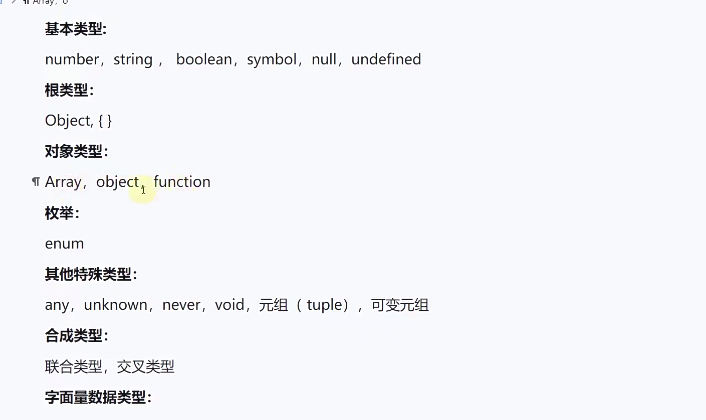 Array, o
基本类型:
number，string ， boolean，symbol，null，undefined
根类型：
Object, { }
对象类型：
¶ Array，object，function
枚举：
enum
其他特殊类型：
any，unknown，never，void，元组（ tuple），可变元组
合成类型：
联合类型，交叉类型
字面量数据类型：